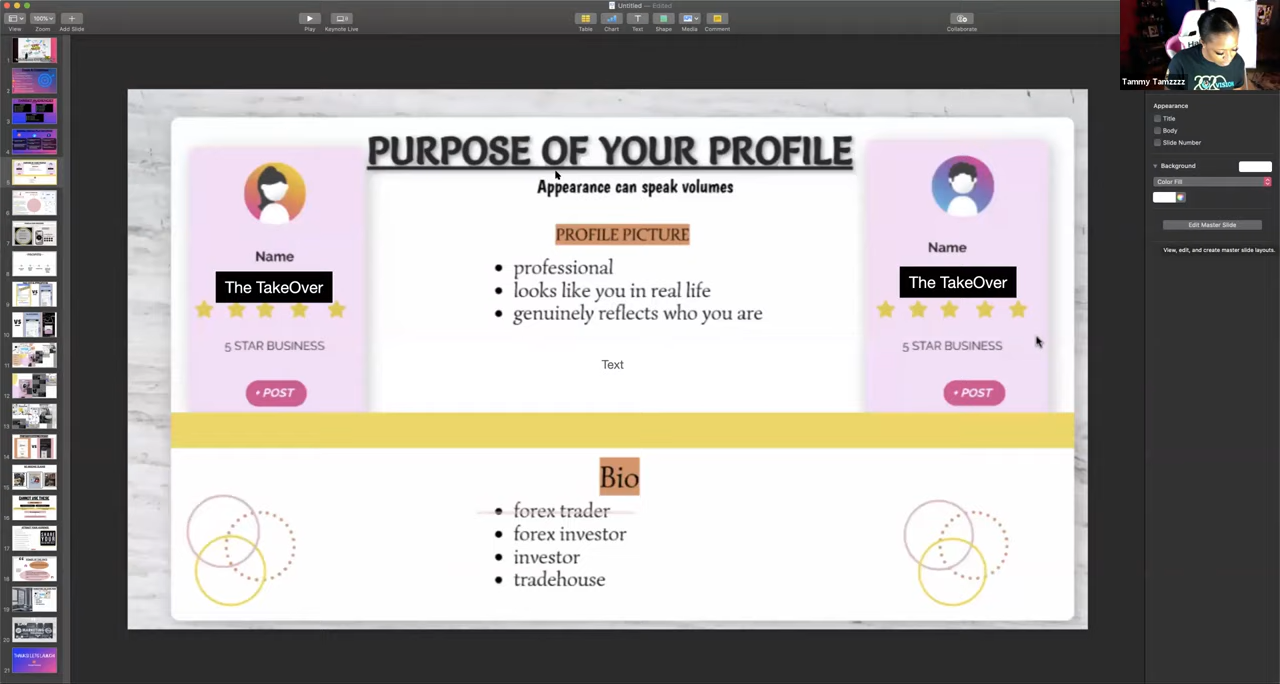 Untitled — Edited
View
100%
Zoom
Add Slide
Play
Keynote Live
Table
Chart
Text
Shape
Media
Comment
Collaborate
Tammy Tamzzzz
PURPOSE OF YOUR PROFILE
Appearance can speak volumes
PROFILE PICTURE
• professional
• looks like you in real life
• genuinely reflects who you are
Text
Name
The TakeOver
5 STAR BUSINESS
+ POST
Name
The TakeOver
5 STAR BUSINESS
+ POST
Bio
• forex trader
• forex investor
• investor
• tradehouse
Appearance
Title
Body
Slide Number
Background
Color Fill
Edit Master Slide
View, edit, and create master slide layouts.